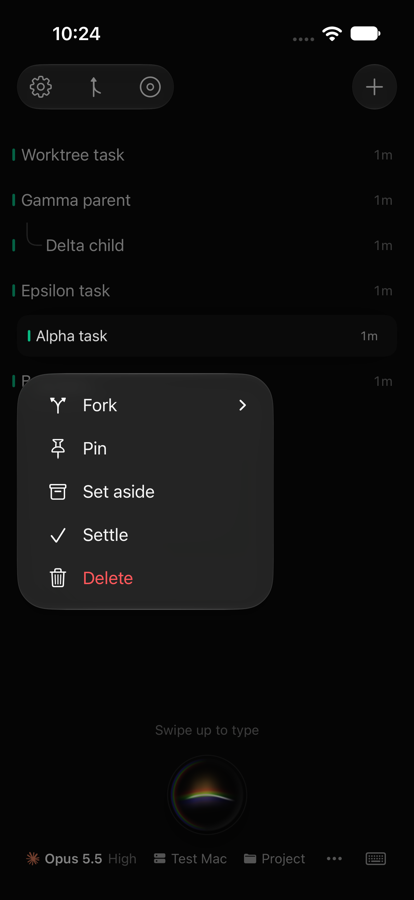 10:24
Worktree task 1m
Gamma parent 1m
Delta child 1m
Epsilon task 1m
Alpha task 1m
1m
Fork
Pin
Set aside
Settle
Delete
Swipe up to type
Opus 5.5 High Test Mac Project